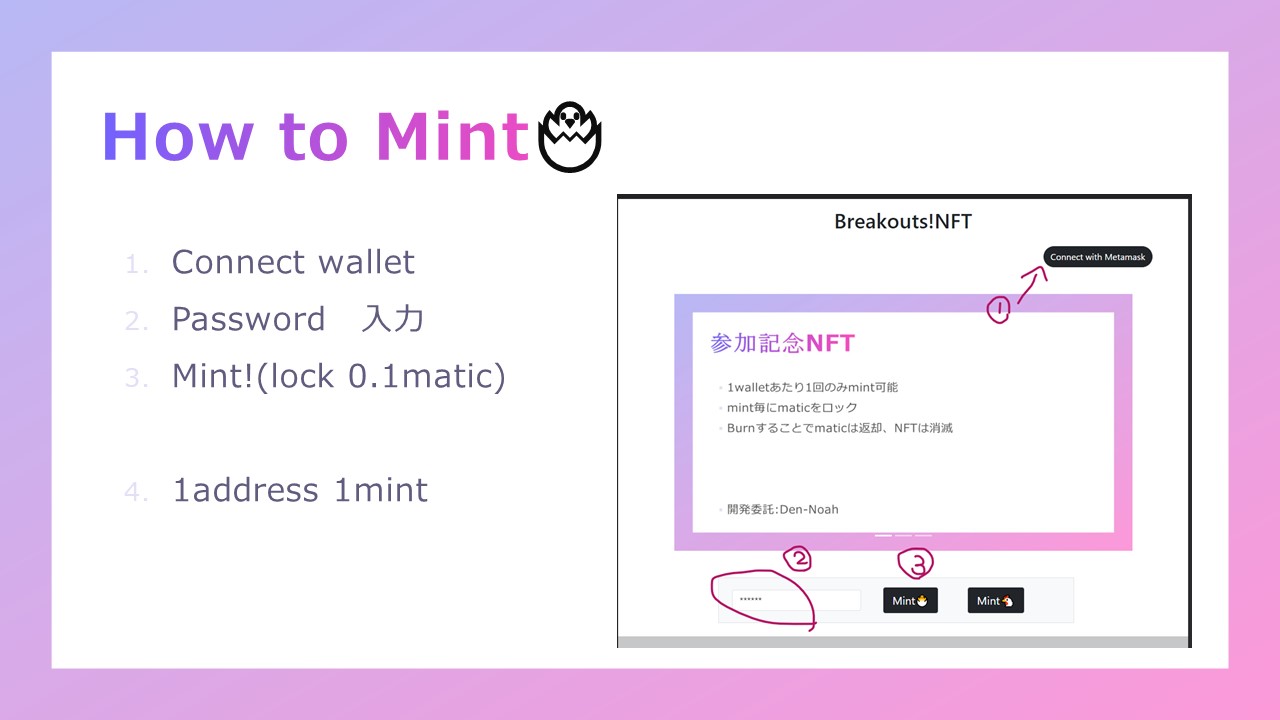 How to Mint
1. Connect wallet
2. Password　入力
3. Mint!(lock 0.1matic)
4. 1address 1mint
Breakouts!NFT
Connect with Metamask
①
参加記念NFT
1walletあたり1回のみmint可能
mint毎にmaticをロック
Burnすることでmaticは返却、NFTは消滅
開発委託:Den-Noah
② ③
****** Mint🐣 Mint🐔